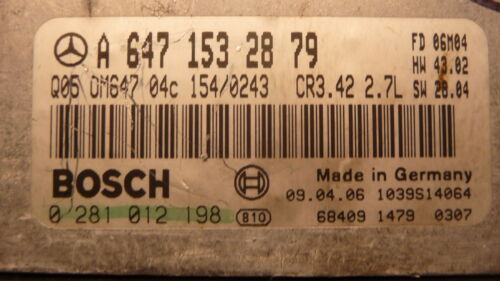 A 647 153 28 79
FD 06M04
HW 43.02
Q05 OM647 04c 154/0243 CR3.42 2.7L SW 28.04
BOSCH
Made in Germany
09.04.06 1039S14064
0 281 012 198 810
68409 1479 0307